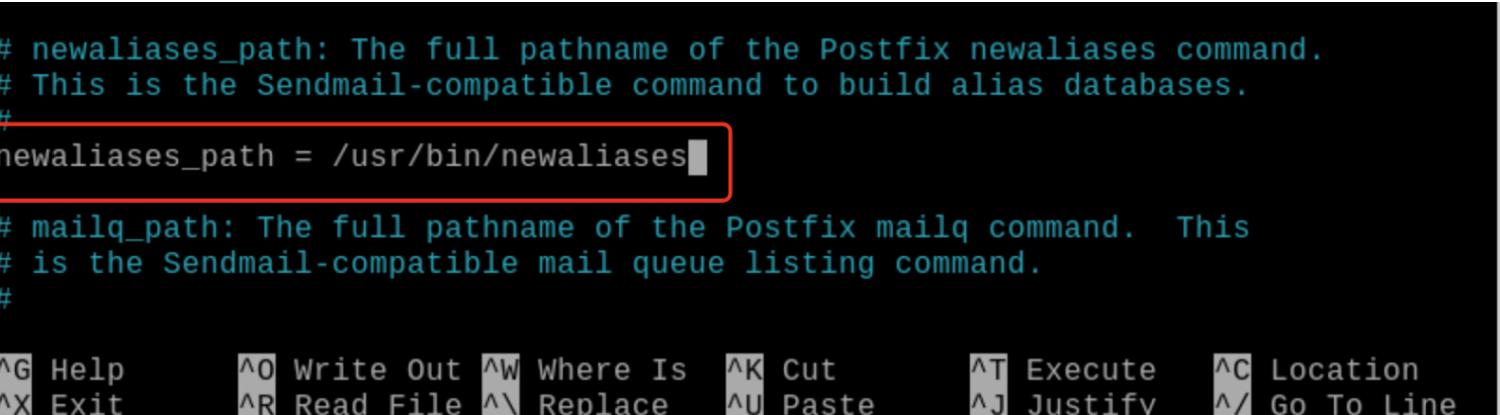 # newaliases_path: The full pathname of the Postfix newaliases command.
# This is the Sendmail-compatible command to build alias databases.
#
newaliases_path = /usr/bin/newaliases
# mailq_path: The full pathname of the Postfix mailq command.  This
# is the Sendmail-compatible mail queue listing command.
#
^G Help ^O Write Out ^W Where Is ^K Cut ^T Execute ^C Location
^X Exit ^R Read File ^\ Replace ^U Paste ^J Justify ^/ Go To Line